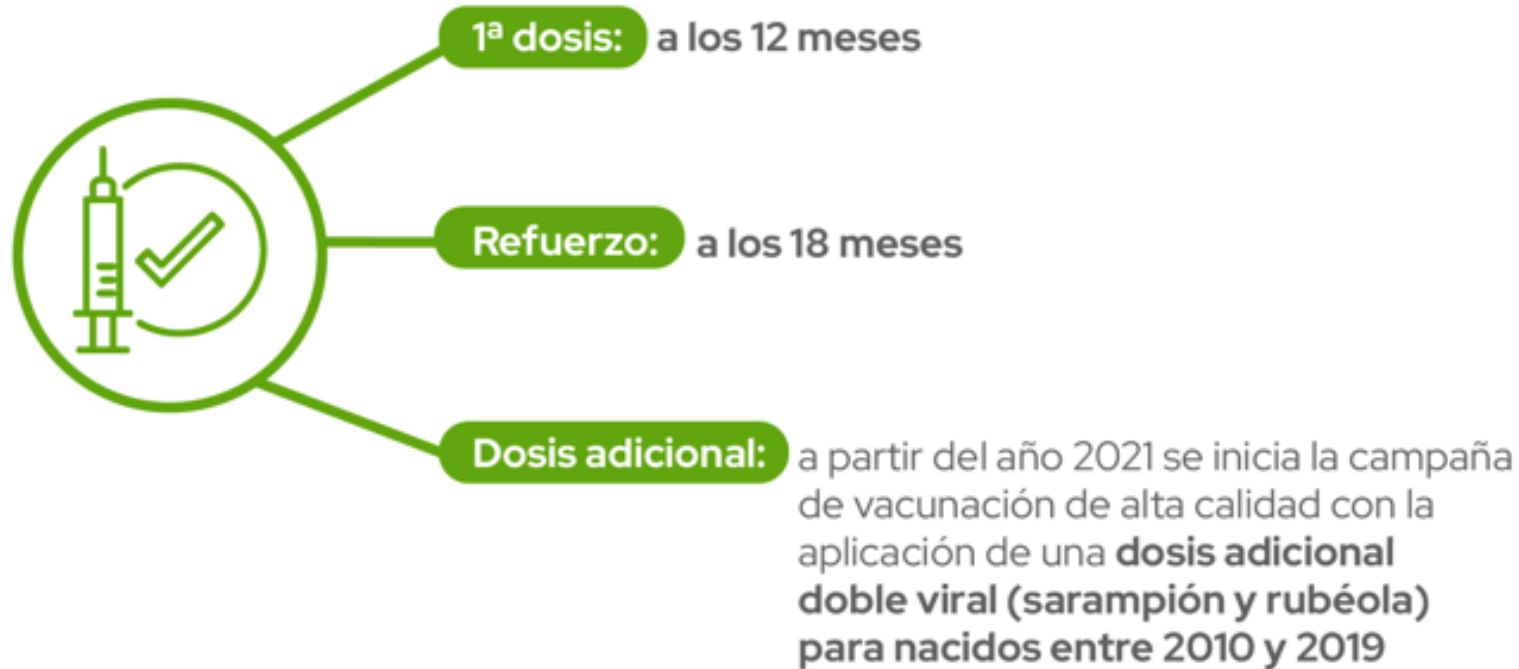 1ª dosis: a los 12 meses
Refuerzo: a los 18 meses
Dosis adicional: a partir del año 2021 se inicia la campaña
de vacunación de alta calidad con la
aplicación de una dosis adicional
doble viral (sarampión y rubéola)
para nacidos entre 2010 y 2019